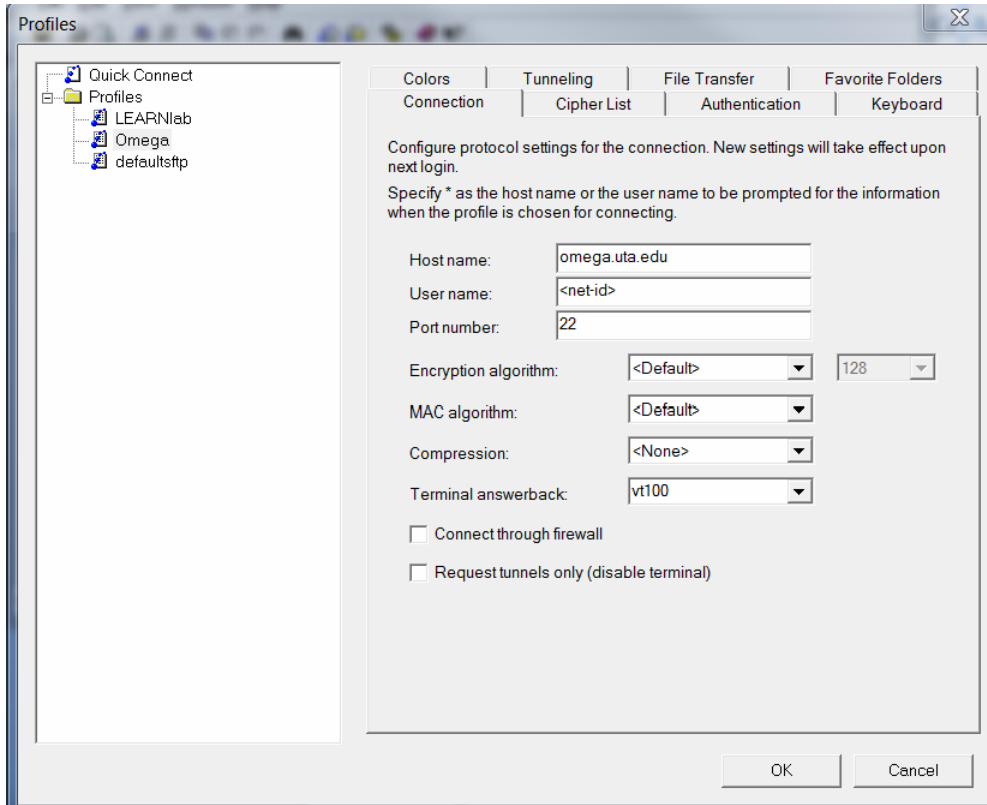 Profiles
Quick Connect
Profiles
LEARNlab
Omega
defaultsftp
Colors
Tunneling
File Transfer
Favorite Folders
Connection
Cipher List
Authentication
Keyboard
Configure protocol settings for the connection. New settings will take effect upon
next login.
Specify * as the host name or the user name to be prompted for the information
when the profile is chosen for connecting.
Host name: omega.uta.edu
User name: <net-id>
Port number: 22
Encryption algorithm: <Default> 128
MAC algorithm: <Default>
Compression: <None>
Terminal answerback: vt100
Connect through firewall
Request tunnels only (disable terminal)
OK
Cancel